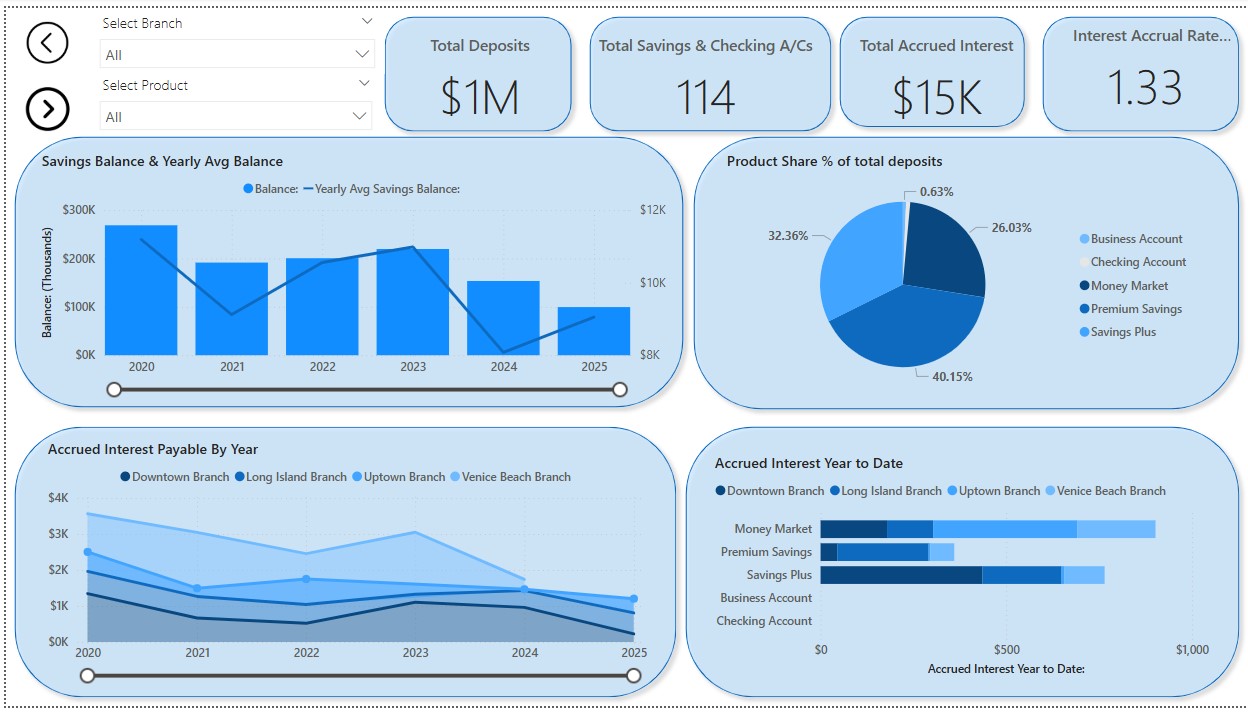 Select Branch
All
Select Product
All
Total Deposits
$1M
Total Savings & Checking A/Cs
114
Total Accrued Interest
$15K
Interest Accrual Rate...
1.33
Savings Balance & Yearly Avg Balance
Balance: Yearly Avg Savings Balance:
Balance: (Thousands)
$300K
$200K
$100K
$0K
$12K
$10K
$8K
2020 2021 2022 2023 2024 2025
Product Share % of total deposits
0.63%
26.03%
32.36%
40.15%
Business Account
Checking Account
Money Market
Premium Savings
Savings Plus
Accrued Interest Payable By Year
Downtown Branch Long Island Branch Uptown Branch Venice Beach Branch
$4K
$3K
$2K
$1K
$0K
2020 2021 2022 2023 2024 2025
Accrued Interest Year to Date
Downtown Branch Long Island Branch Uptown Branch Venice Beach Branch
Money Market
Premium Savings
Savings Plus
Business Account
Checking Account
$0 $500 $1,000
Accrued Interest Year to Date: